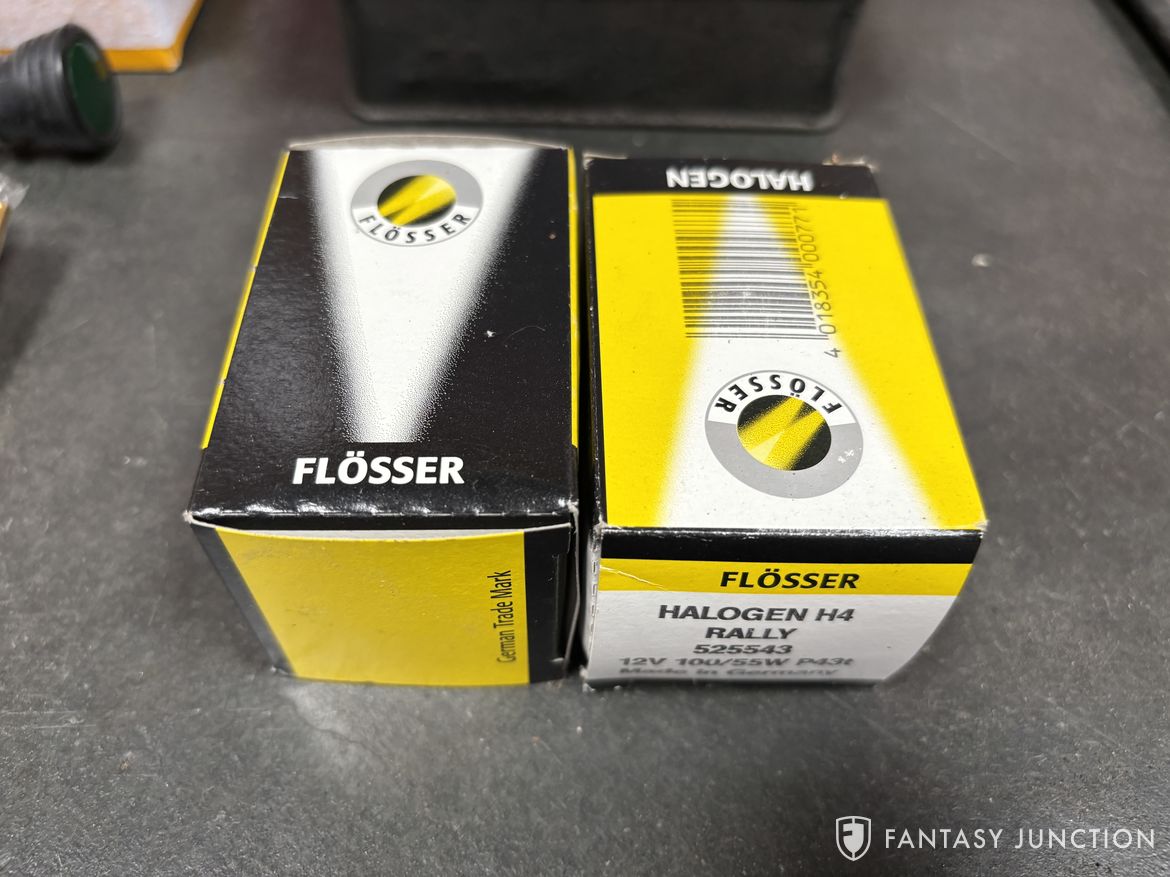 FLÖSSER
FLÖSSER
German Trade Mark
HALOGEN
4 018354 000771
FLÖSSER
FLÖSSER
HALOGEN H4
RALLY
525543
12V 100/55W P43t
Made in Germany
FANTASY JUNCTION